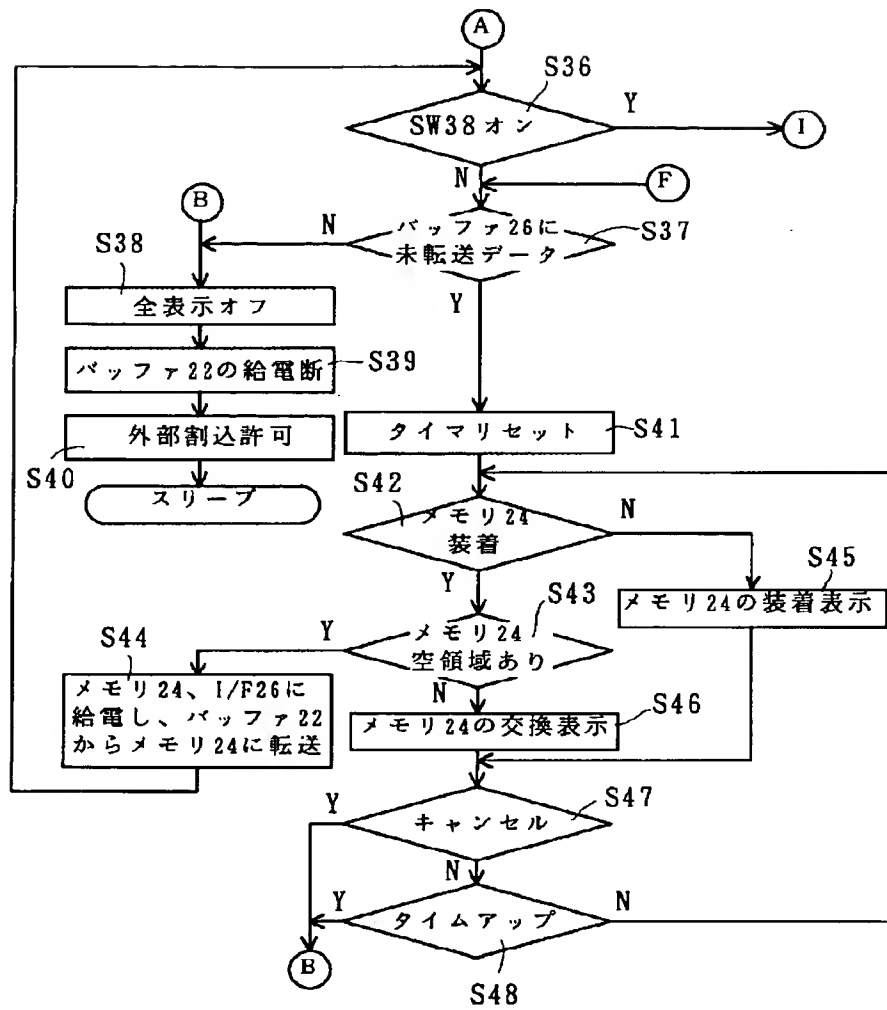 A
S36
SW38オン
Y
I
N
F
B
N
バッファ26に
未転送データ
S37
S38
Y
全表示オフ
バッファ22の給電断
S39
外部割込許可
S40
タイマリセット
S41
スリープ
S42
メモリ24
装着
N
S45
メモリ24の装着表示
Y
S43
メモリ24
空領域あり
Y
S44
メモリ24、I/F26に
給電し、バッファ22
からメモリ24に転送
N
メモリ24の交換表示
S46
S47
Y
キャンセル
N
Y
タイムアップ
N
B
S48